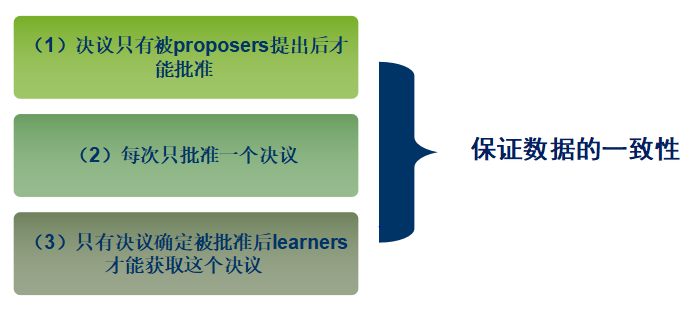 （1）决议只有被proposers提出后才
能批准
（2）每次只批准一个决议
（3）只有决议确定被批准后learners
才能获取这个决议
保证数据的一致性